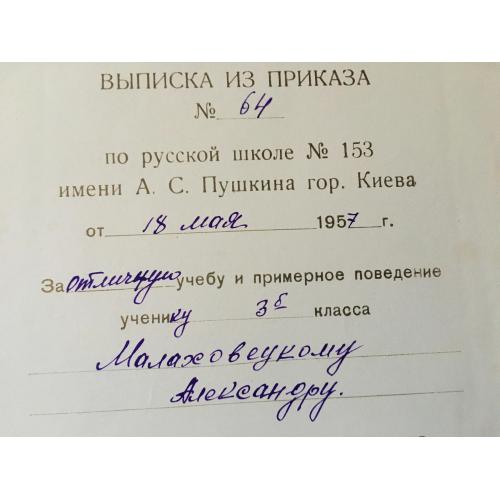 ВЫПИСКА ИЗ ПРИКАЗА
№ 64
по русской школе № 153
имени А. С. Пушкина гор. Киева
от 18 мая 1957 г.
За отличную учебу и примерное поведение
ученику 3б класса
Малаховецкому
Александру.